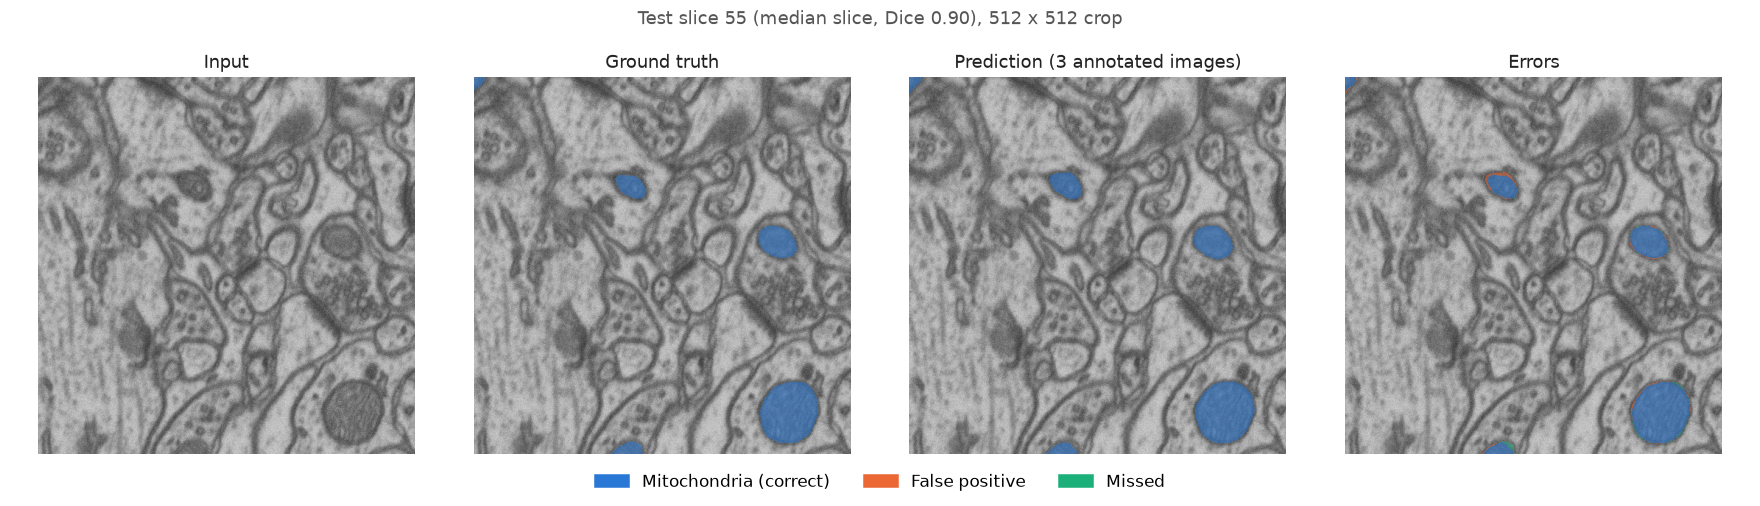 Test slice 55 (median slice, Dice 0.90), 512 x 512 crop
Input
Ground truth
Prediction (3 annotated images)
Errors
Mitochondria (correct)
False positive
Missed